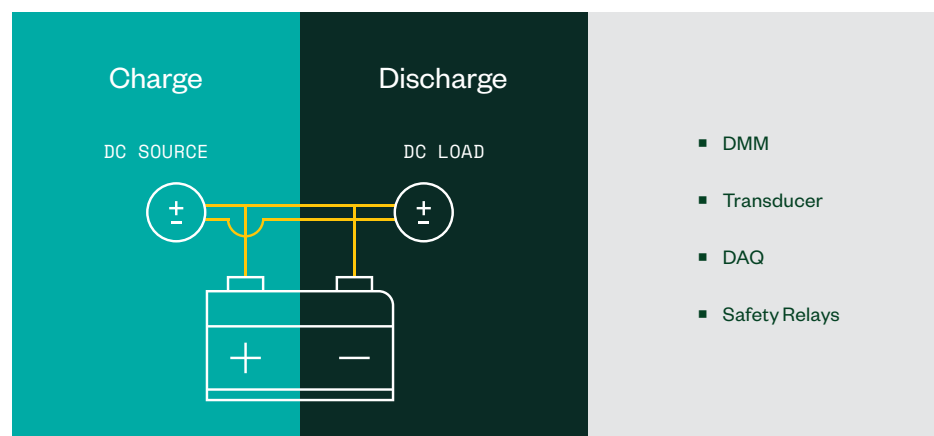 Charge
Discharge
DC SOURCE
DC LOAD
±
±
+
−
DMM
Transducer
DAQ
Safety Relays